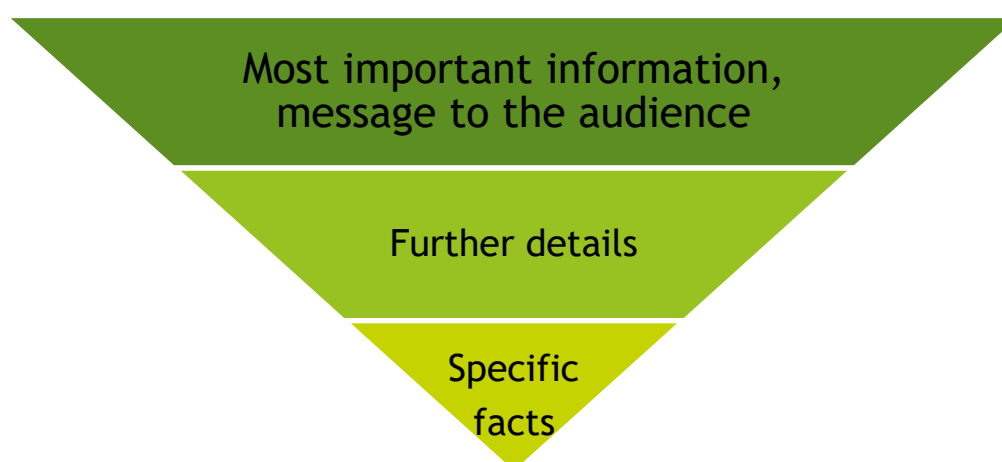 Most important information,
message to the audience
Further details
Specific
facts